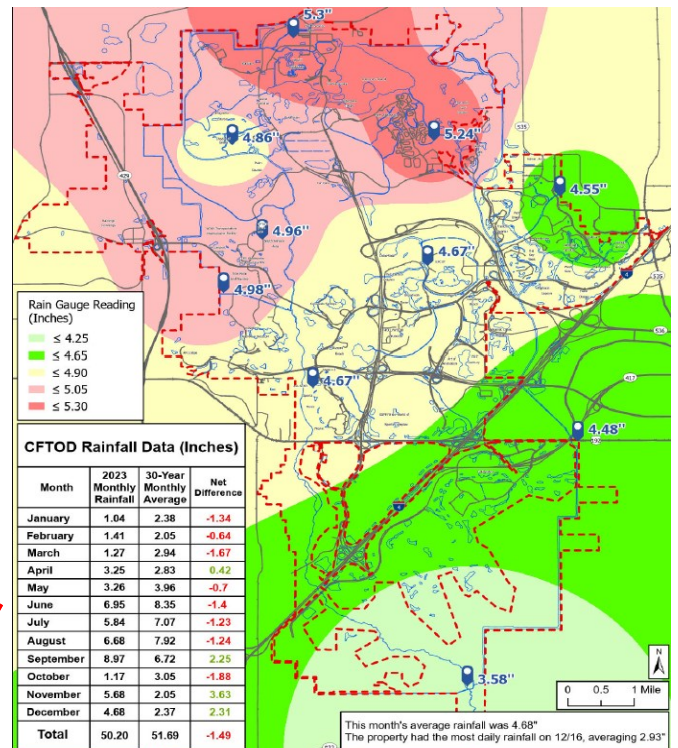 5.3"
5.24"
4.86"
535
4.55"
429
4.96"
4.67"
4.98"
4
535
536
4.67"
417
4.48"
192
4
3.58"
Rain Gauge Reading
(Inches)
≤ 4.25
≤ 4.65
≤ 4.90
≤ 5.05
≤ 5.30
CFTOD Rainfall Data (Inches)
Month 2023 Monthly Rainfall 30-Year Monthly Average Net Difference
January 1.04 2.38 -1.34
February 1.41 2.05 -0.64
March 1.27 2.94 -1.67
April 3.25 2.83 0.42
May 3.26 3.96 -0.7
June 6.95 8.35 -1.4
July 5.84 7.07 -1.23
August 6.68 7.92 -1.24
September 8.97 6.72 2.25
October 1.17 3.05 -1.88
November 5.68 2.05 3.63
December 4.68 2.37 2.31
Total 50.20 51.69 -1.49
N
0 0.5 1 Mile
This month's average rainfall was 4.68"
The property had the most daily rainfall on 12/16, averaging 2.93"